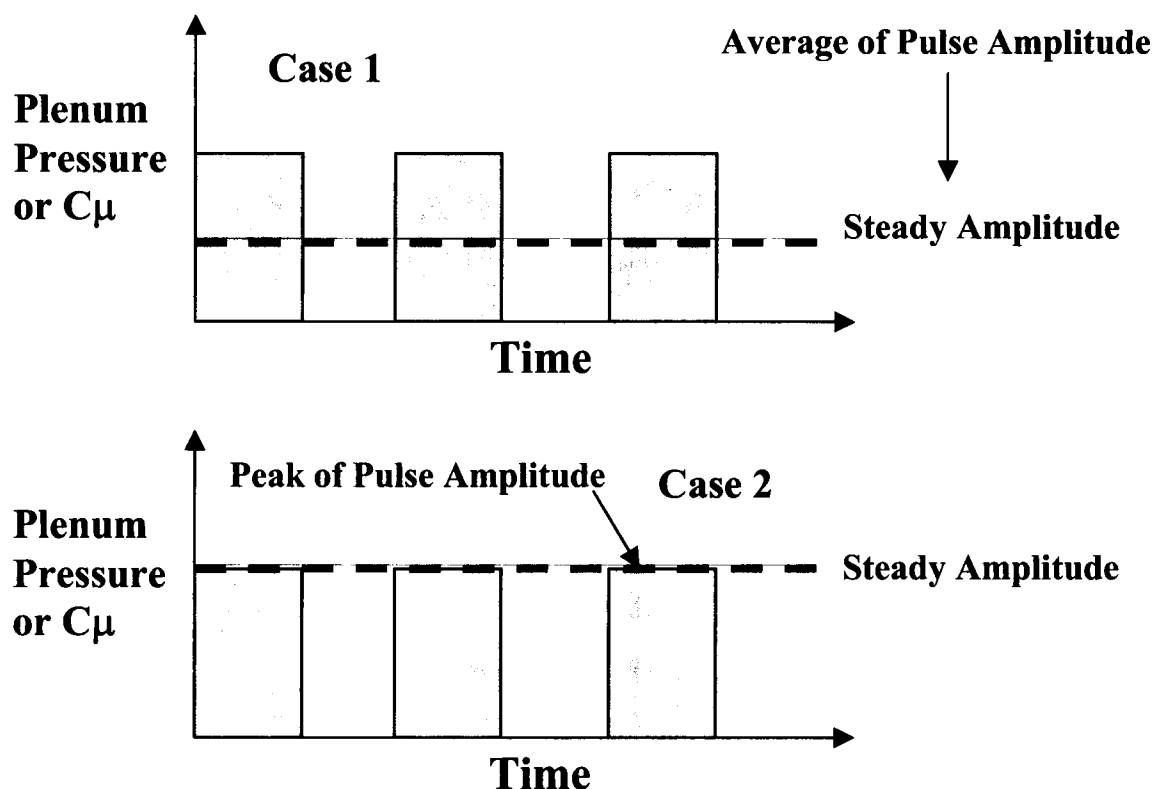 Average of Pulse Amplitude
Case 1
Plenum
Pressure
or Cμ
Steady Amplitude
Time
Peak of Pulse Amplitude
Case 2
Plenum
Pressure
or Cμ
Steady Amplitude
Time